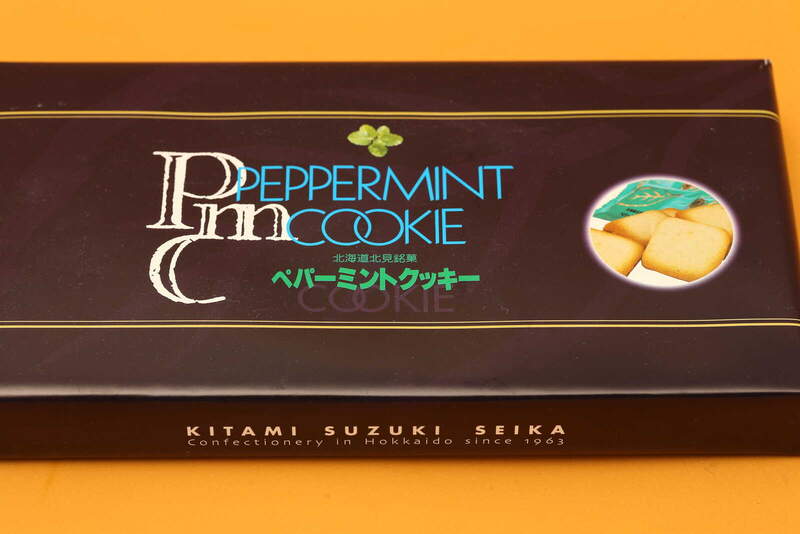 PmC
PEPPERMINT
COOKIE
北海道北見銘菓
ペパーミントクッキー
COOKIE
KITAMI SUZUKI SEIKA
Confectionery in Hokkaido since 1963